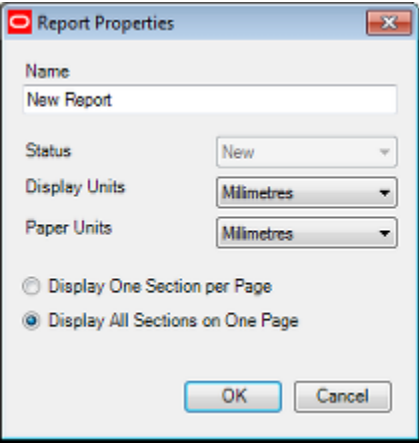 Report Properties
Name
New Report
Status New
Display Units Millimetres
Paper Units Millimetres
Display One Section per Page
Display All Sections on One Page
OK Cancel